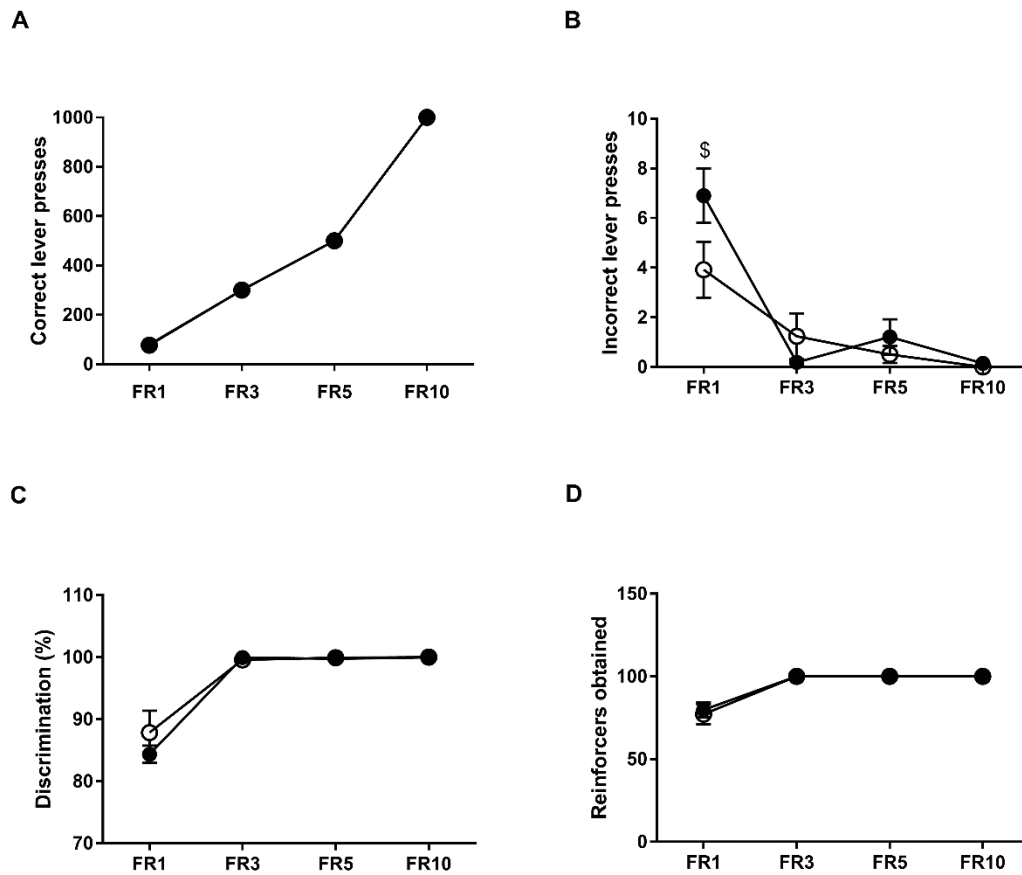 A
Correct lever presses
1000
800
600
400
200
0
FR1 FR3 FR5 FR10
B
Incorrect lever presses
10
8
6
4
2
0
$
FR1 FR3 FR5 FR10
C
Discrimination (%)
110
100
90
80
70
FR1 FR3 FR5 FR10
D
Reinforcers obtained
150
100
50
0
FR1 FR3 FR5 FR10